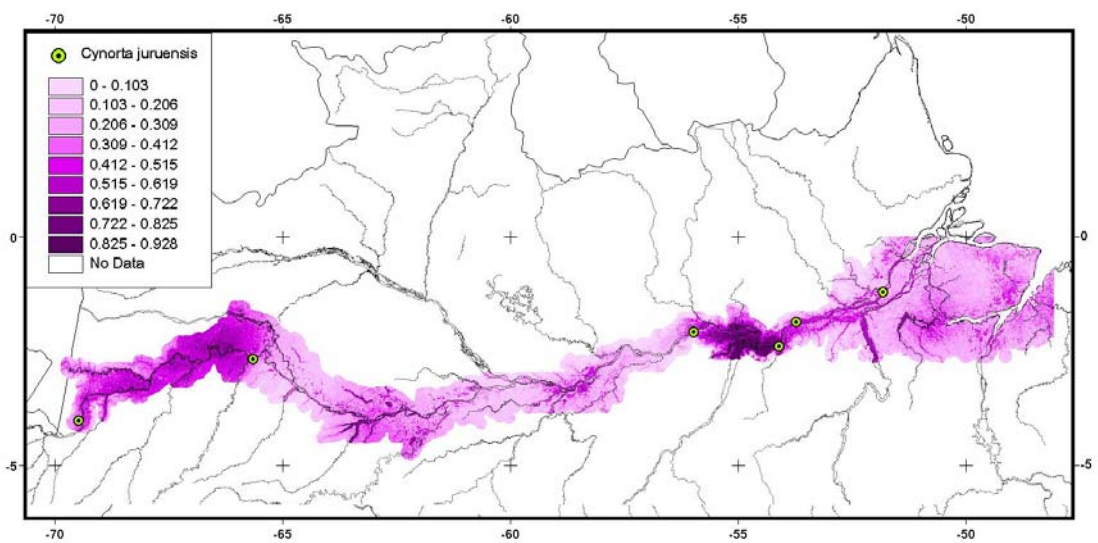 -70 -65 -60 -55 -50
Cynorta juruensis
0 - 0.103
0.103 - 0.206
0.206 - 0.309
0.309 - 0.412
0.412 - 0.515
0.515 - 0.619
0.619 - 0.722
0.722 - 0.825
0.825 - 0.928
No Data
0 0
-5 -5
-70 -65 -60 -55 -50